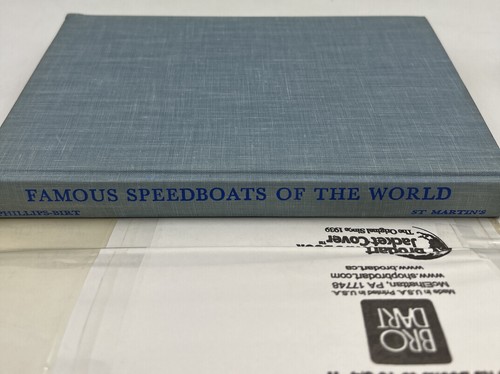 FAMOUS SPEEDBOATS OF THE WORLD
PHILLIPS-BIRT
ST MARTIN'S
Brodart
Jacket Cover™
The Original Since 1939
www.brodart.ca
www.shopbrodart.com
McElhattan, PA 17748
Made in U.S.A. Printed in U.S.A.
BRO
DART